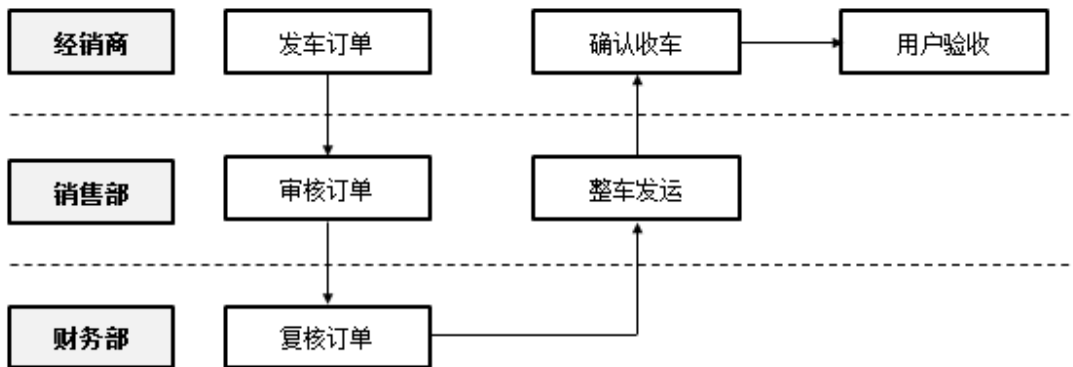 经销商
发车订单
确认收车
用户验收
销售部
审核订单
整车发运
财务部
复核订单